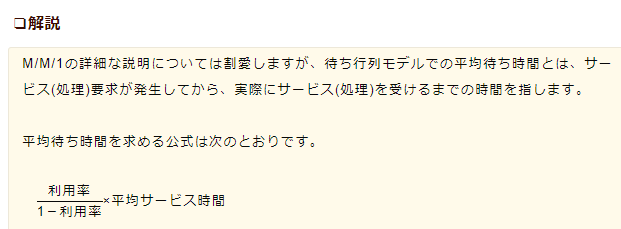 ❏解説
M/M/1の詳細な説明については割愛しますが、待ち行列モデルでの平均待ち時間とは、サー
ビス(処理)要求が発生してから、実際にサービス(処理)を受けるまでの時間を指します。
平均待ち時間を求める公式は次のとおりです。
利用率
1－利用率
×平均サービス時間